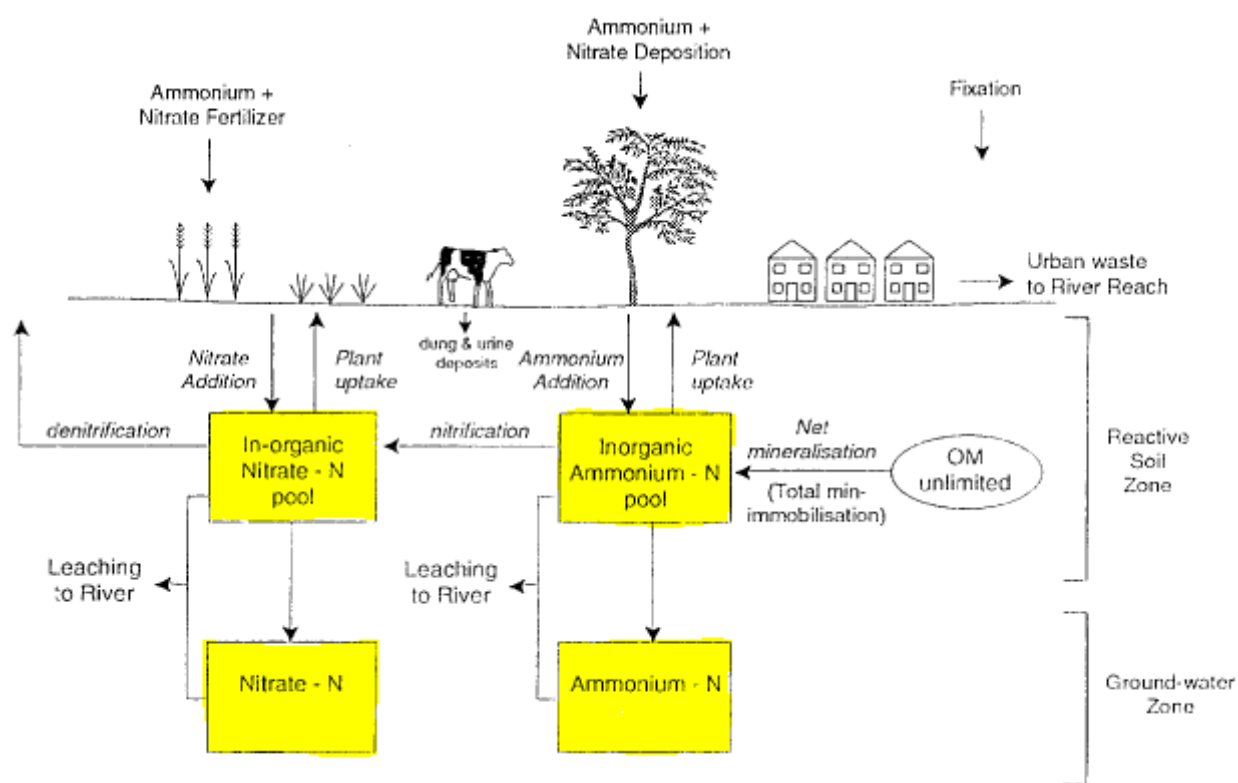 Ammonium +
Nitrate Deposition
Ammonium +
Nitrate Fertilizer
Fixation
Urban waste
to River Reach
dung & urine
deposits
Nitrate
Addition
Plant
uptake
Ammonium
Addition
Plant
uptake
denitrification
In-organic
Nitrate - N
pool
nitrification
Inorganic
Ammonium - N
pool
Net
mineralisation
(Total min-
immobilisation)
OM
unlimited
Reactive
Soil
Zone
Leaching
to River
Leaching
to River
Nitrate - N
Ammonium - N
Ground-water
Zone